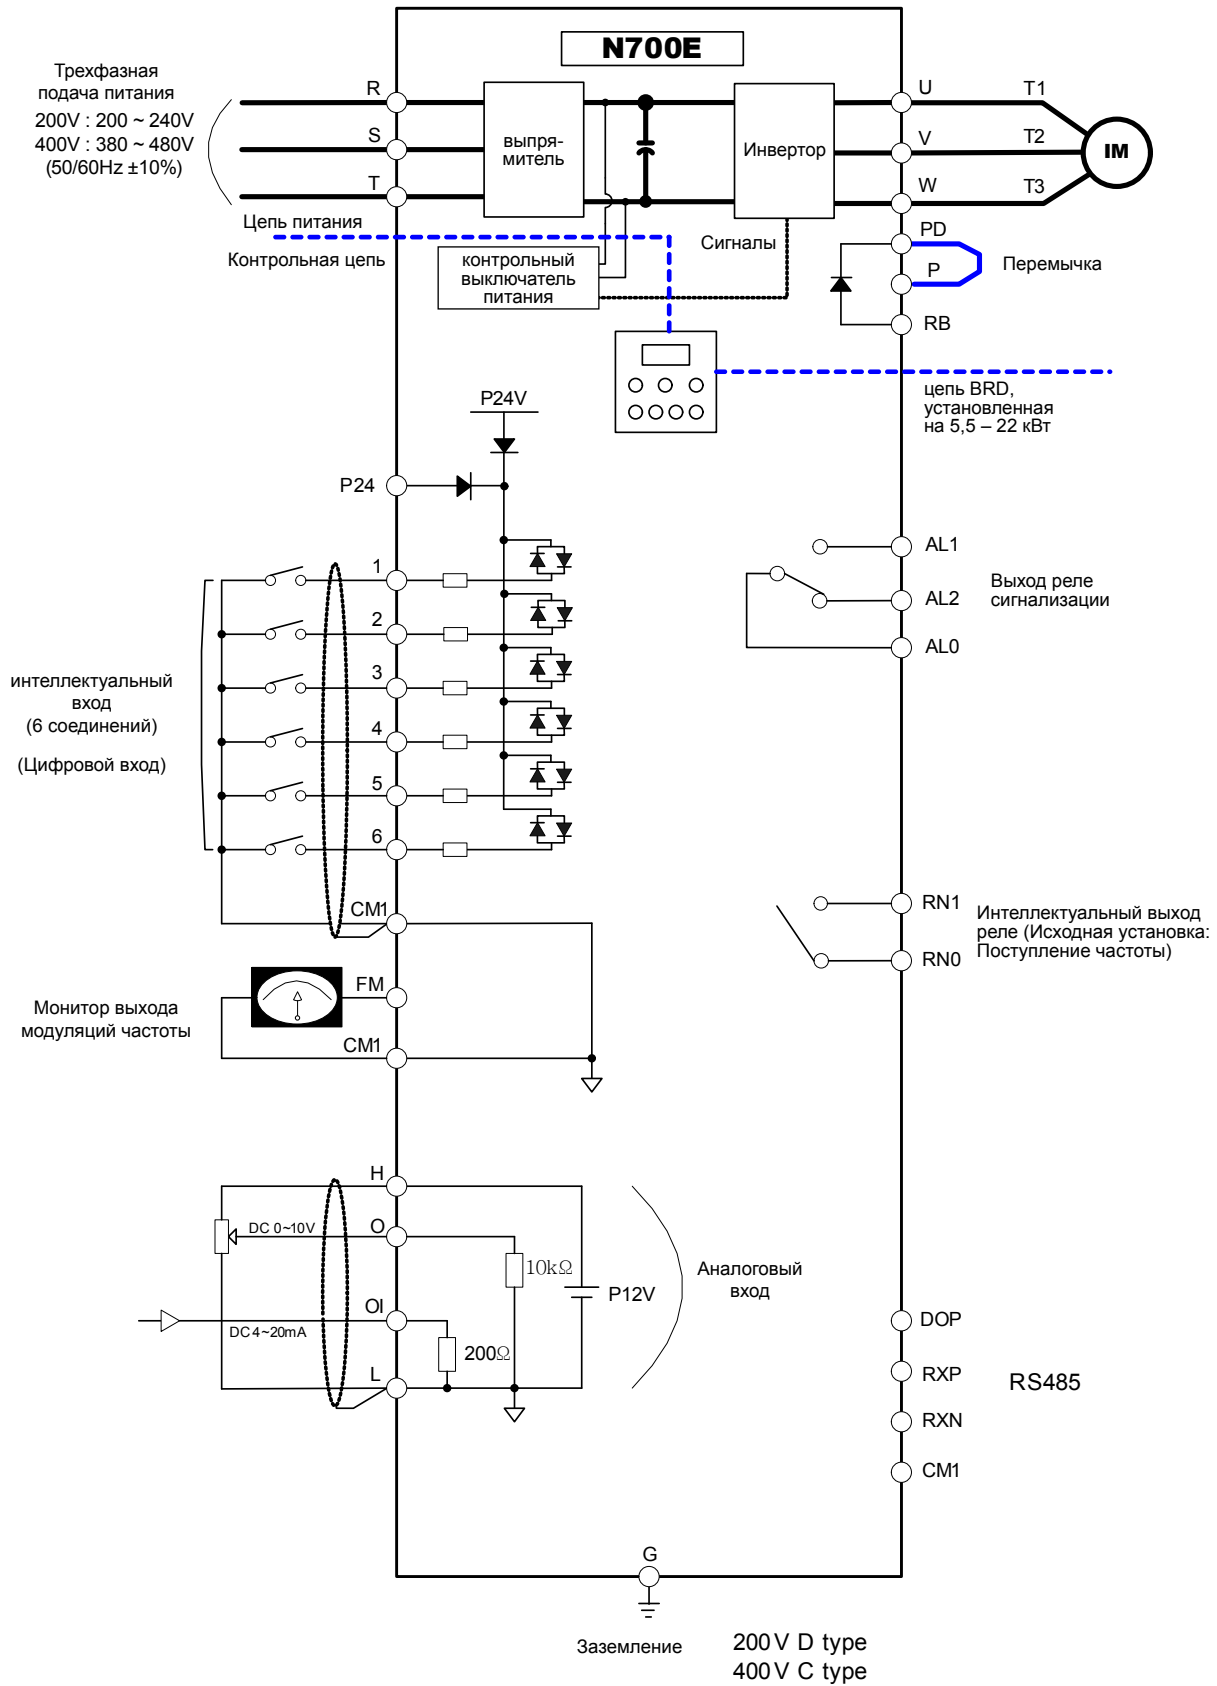 N700E
Трехфазная
подача питания
200V : 200 ~ 240V
400V : 380 ~ 480V
(50/60Hz ±10%)
R
S
T
выпря-
митель
Инвертор
U
V
W
T1
T2
T3
IM
Цепь питания
Контрольная цепь
контрольный
выключатель
питания
Сигналы
PD
P
RB
Перемычка
цепь BRD,
установленная
на 5,5 – 22 кВт
P24V
P24
1
2
3
4
5
6
интеллектуальный
вход
(6 соединений)
(Цифровой вход)
AL1
AL2
AL0
Выход реле
сигнализации
CM1
RN1
RN0
Интеллектуальный выход
реле (Исходная установка:
Поступление частоты)
FM
Монитор выхода
модуляций частоты
CM1
H
DC 0~10V
O
10kΩ
P12V
Аналоговый
вход
OI
DC 4~20mA
200Ω
L
DOP
RXP
RXN
CM1
RS485
G
Заземление
200V D type
400V C type